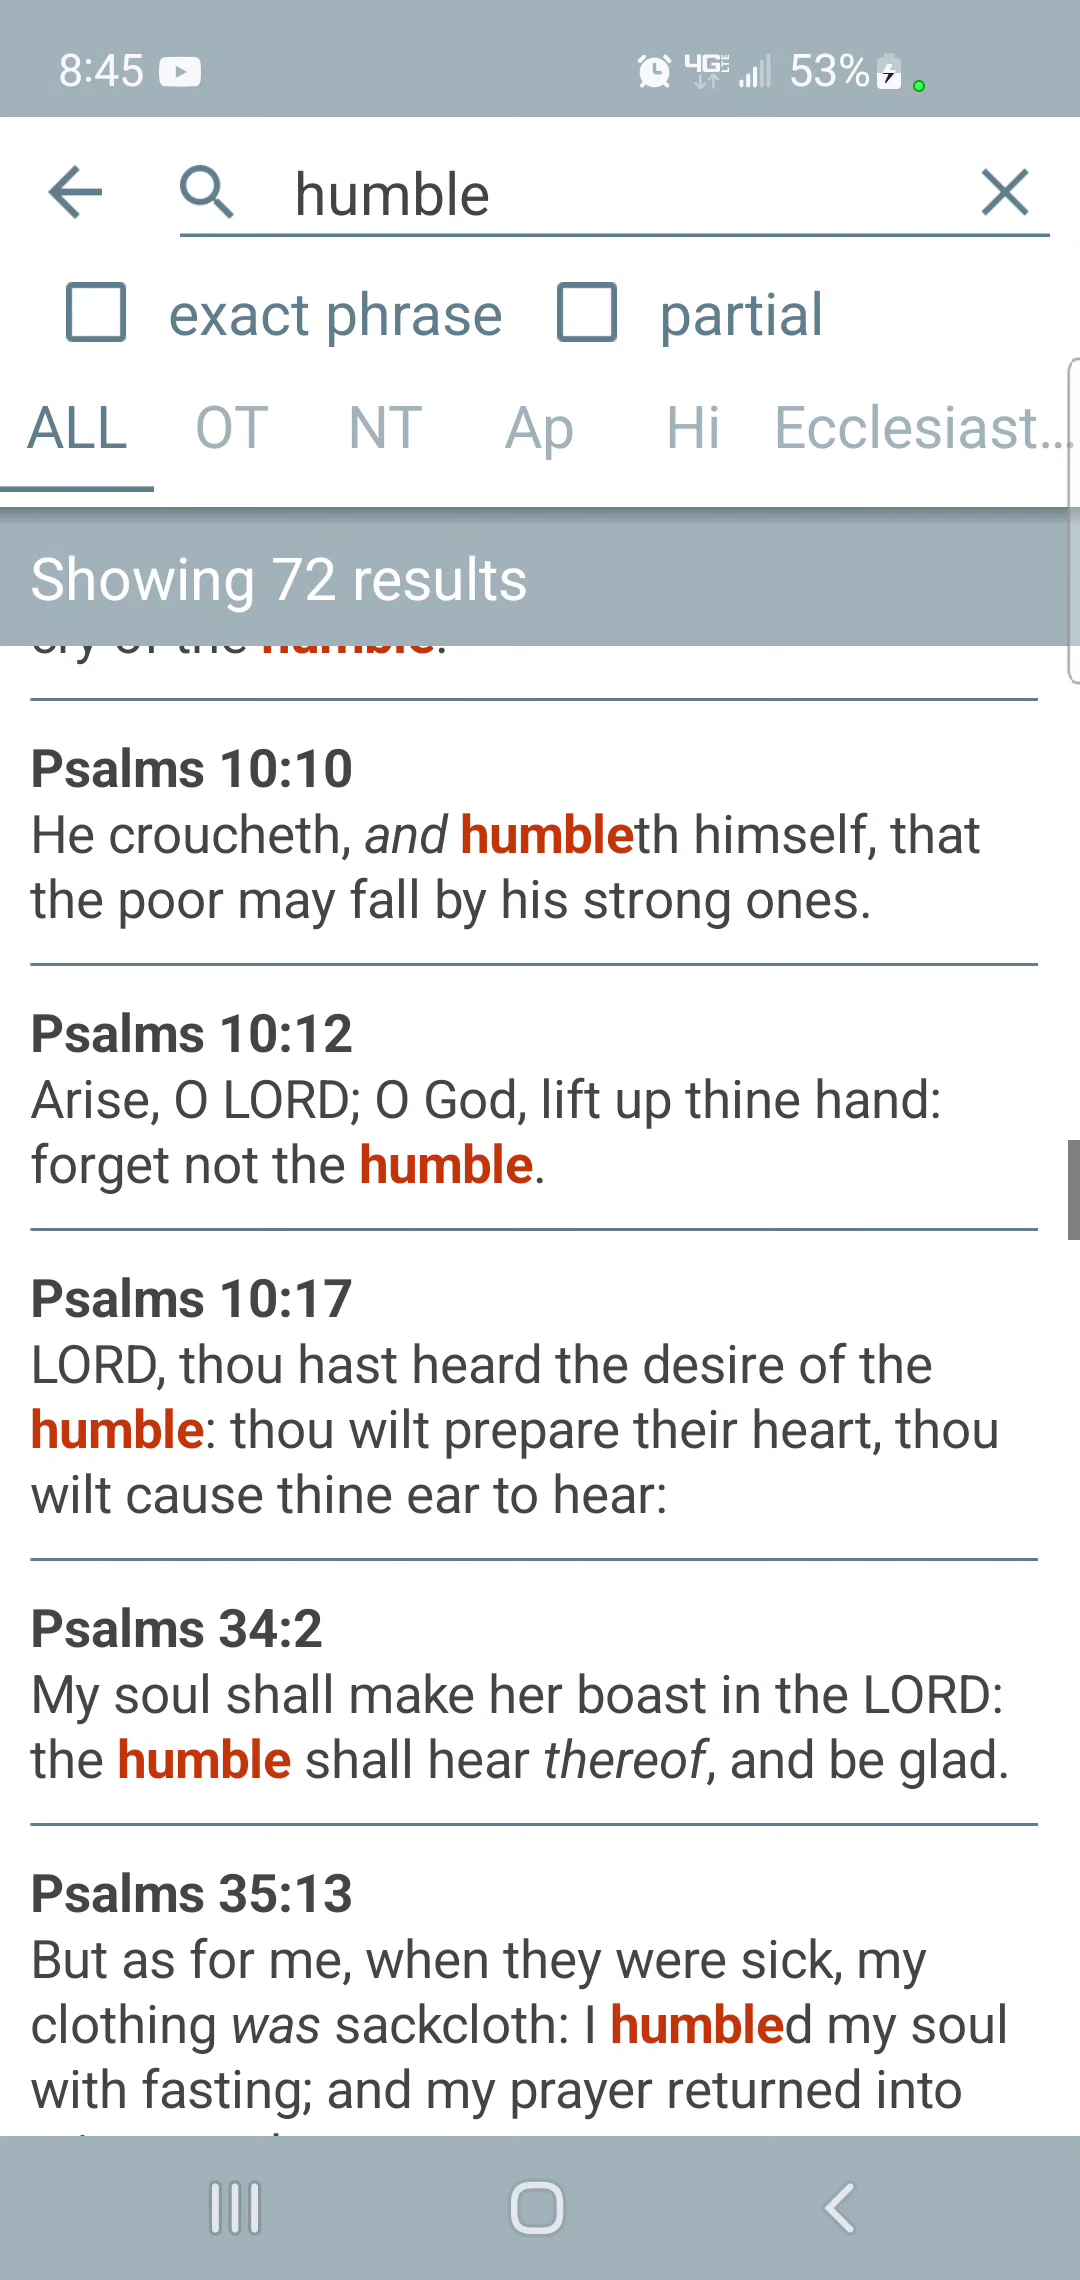 8:45 4G LTE 53%
humble
exact phrase partial
ALL OT NT Ap Hi Ecclesiast...
Showing 72 results
cry of the humble.
Psalms 10:10
He croucheth, and humbleth himself, that
the poor may fall by his strong ones.
Psalms 10:12
Arise, O LORD; O God, lift up thine hand:
forget not the humble.
Psalms 10:17
LORD, thou hast heard the desire of the
humble: thou wilt prepare their heart, thou
wilt cause thine ear to hear:
Psalms 34:2
My soul shall make her boast in the LORD:
the humble shall hear thereof, and be glad.
Psalms 35:13
But as for me, when they were sick, my
clothing was sackcloth: I humbled my soul
with fasting; and my prayer returned into